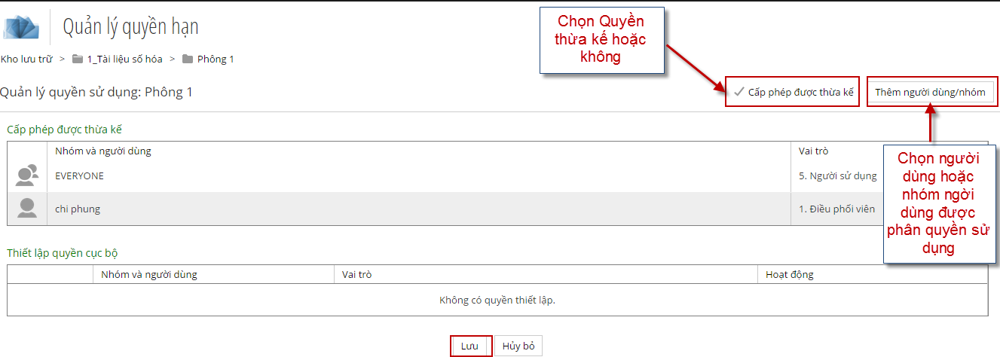 Quản lý quyền hạn
Chọn Quyền
thừa kế hoặc
không
Kho lưu trữ > 1_Tài liệu số hóa > Phông 1
Quản lý quyền sử dụng: Phông 1
Cấp phép được thừa kế
Thêm người dùng/nhóm
Cấp phép được thừa kế
Nhóm và người dùng
Vai trò
EVERYONE
5. Người sử dụng
chi phung
1. Điều phối viên
Chọn người
dùng hoặc
nhóm ngời
dùng được
phân quyền sử
dụng
Thiết lập quyền cục bộ
Nhóm và người dùng
Vai trò
Hoạt động
Không có quyền thiết lập.
Lưu
Hủy bỏ